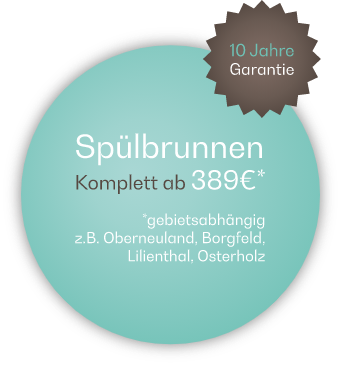 10 Jahre
Garantie
Spülbrunnen
Komplett ab 389€*
*gebietsabhängig
z.B. Oberneuland, Borgfeld,
Lilienthal, Osterholz